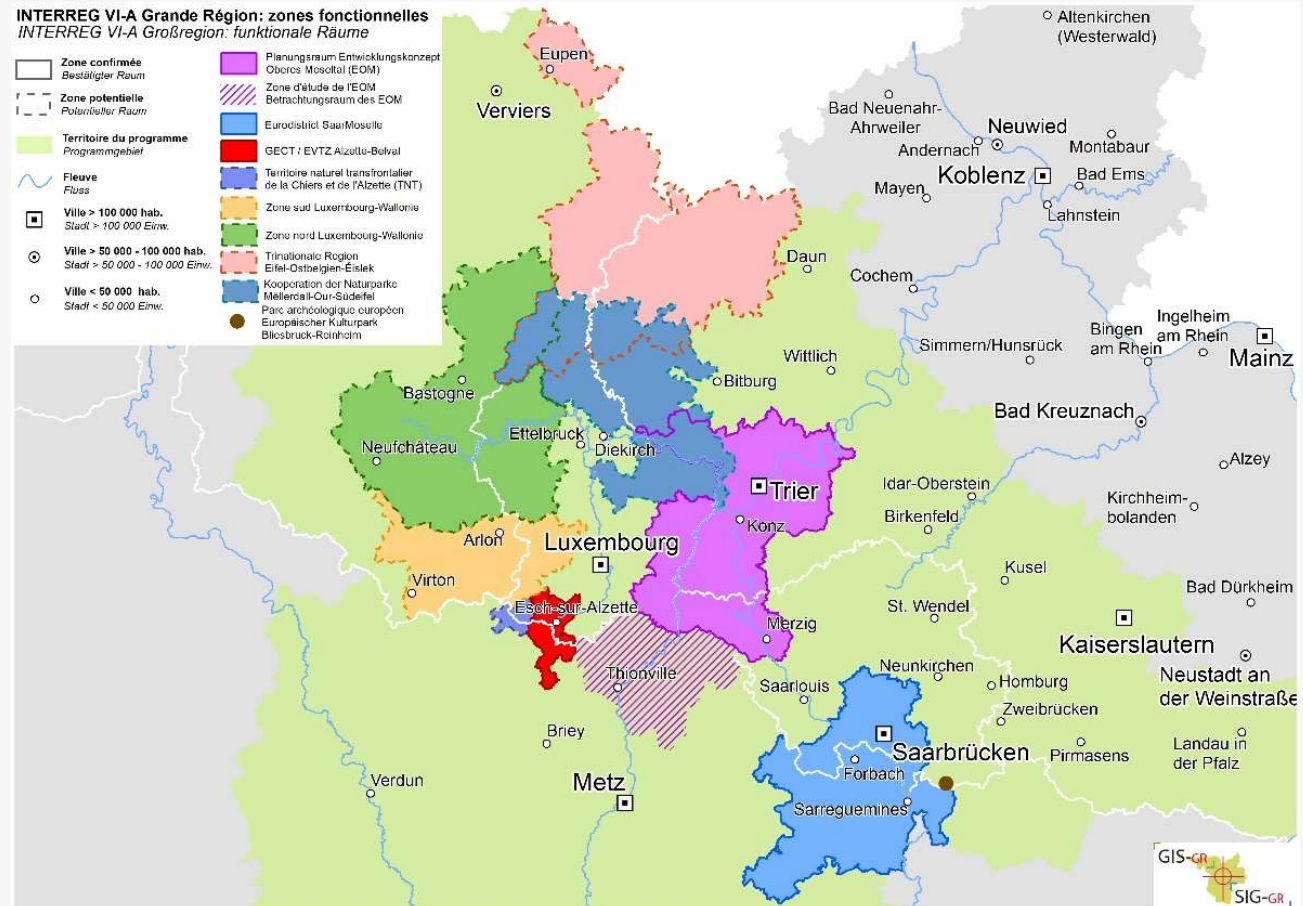 INTERREG VI-A Grande Région: zones fonctionnelles
INTERREG VI-A Großregion: funktionale Räume
Zone confirmée
Bestätigter Raum
Zone potentielle
Potentieller Raum
Territoire du programme
Programmgebiet
Fleuve
Fluss
Ville > 100 000 hab.
Stadt > 100 000 Einw.
Ville > 50 000 - 100 000 hab.
Stadt > 50 000 - 100 000 Einw.
Ville < 50 000 hab.
Stadt < 50 000 Einw.
Planungsraum Entwicklungskonzept
Oberes Moseltal (EOM)
Zone d'étude de l'EOM
Betrachtungsraum des EOM
Eurodistrict SaarMoselle
GECT / EVTZ Alzette-Belval
Territoire naturel transfrontalier
de la Chiers et de l'Alzette (TNT)
Zone sud Luxembourg-Wallonie
Zone nord Luxembourg-Wallonie
Trinationale Region
Eifel-Ostbelgien-Éislek
Kooperation der Naturparke
Mëllerdall-Our-Südeifel
Parc archéologique européen
Europäischer Kulturpark
Bliesbruck-Reinheim
Eupen
Verviers
Altenkirchen
(Westerwald)
Bad Neuenahr-
Ahrweiler
Neuwied
Andernach
Montabaur
Koblenz
Bad Ems
Mayen
Lahnstein
Daun
Cochem
Ingelheim
am Rhein
Bingen
am Rhein
Mainz
Simmern/Hunsrück
Wittlich
Bitburg
Bastogne
Bad Kreuznach
Ettelbruck
Diekirch
Neufchâteau
Alzey
Trier
Idar-Oberstein
Kirchheim-
bolanden
Konz
Birkenfeld
Arlon
Luxembourg
Virton
Kusel
Bad Dürkheim
Esch-sur-Alzette
St. Wendel
Merzig
Kaiserslautern
Thionville
Neunkirchen
Saarlouis
Homburg
Neustadt an
der Weinstraße
Zweibrücken
Briey
Saarbrücken
Pirmasens
Landau in
der Pfalz
Forbach
Verdun
Metz
Sarreguemines
GIS-GR
SIG-GR